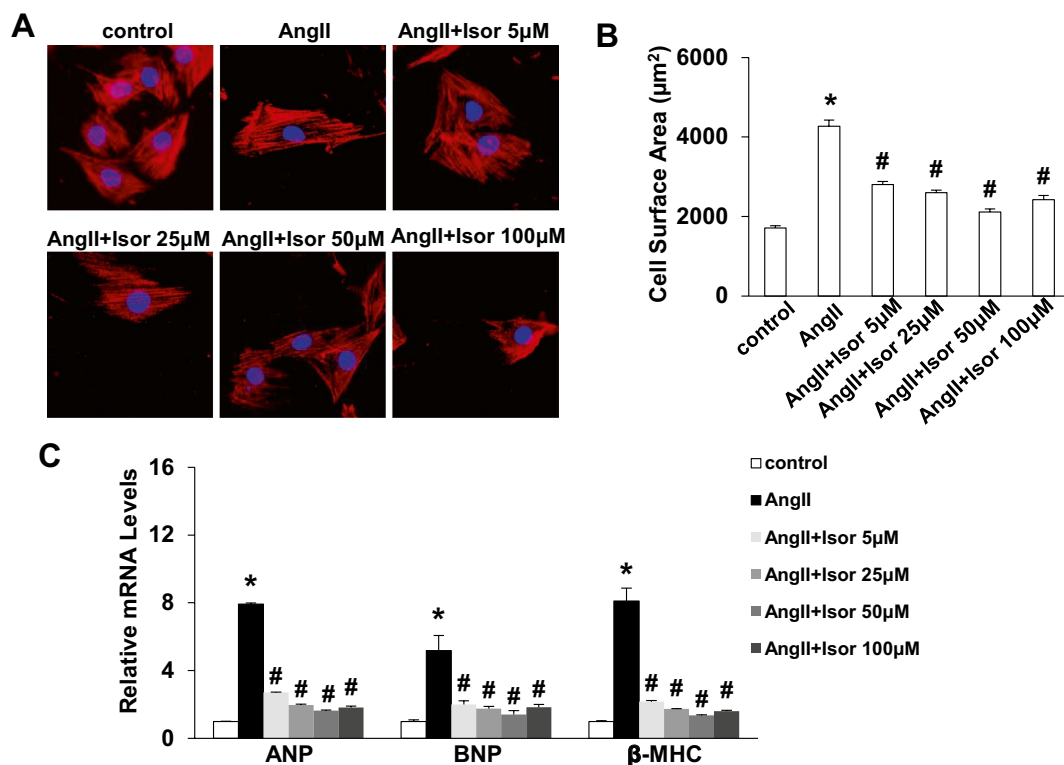 A
control
AngII
AngII+Isor 5μM
AngII+Isor 25μM
AngII+Isor 50μM
AngII+Isor 100μM
B
Cell Surface Area (μm²)
6000
4000
2000
0
*
#
#
#
#
control
AngII
AngII+Isor 5μM
AngII+Isor 25μM
AngII+Isor 50μM
AngII+Isor 100μM
C
Relative mRNA Levels
16
12
8
4
0
*
#
#
#
#
*
#
#
#
#
*
#
#
#
#
ANP
BNP
β-MHC
control
AngII
AngII+Isor 5μM
AngII+Isor 25μM
AngII+Isor 50μM
AngII+Isor 100μM